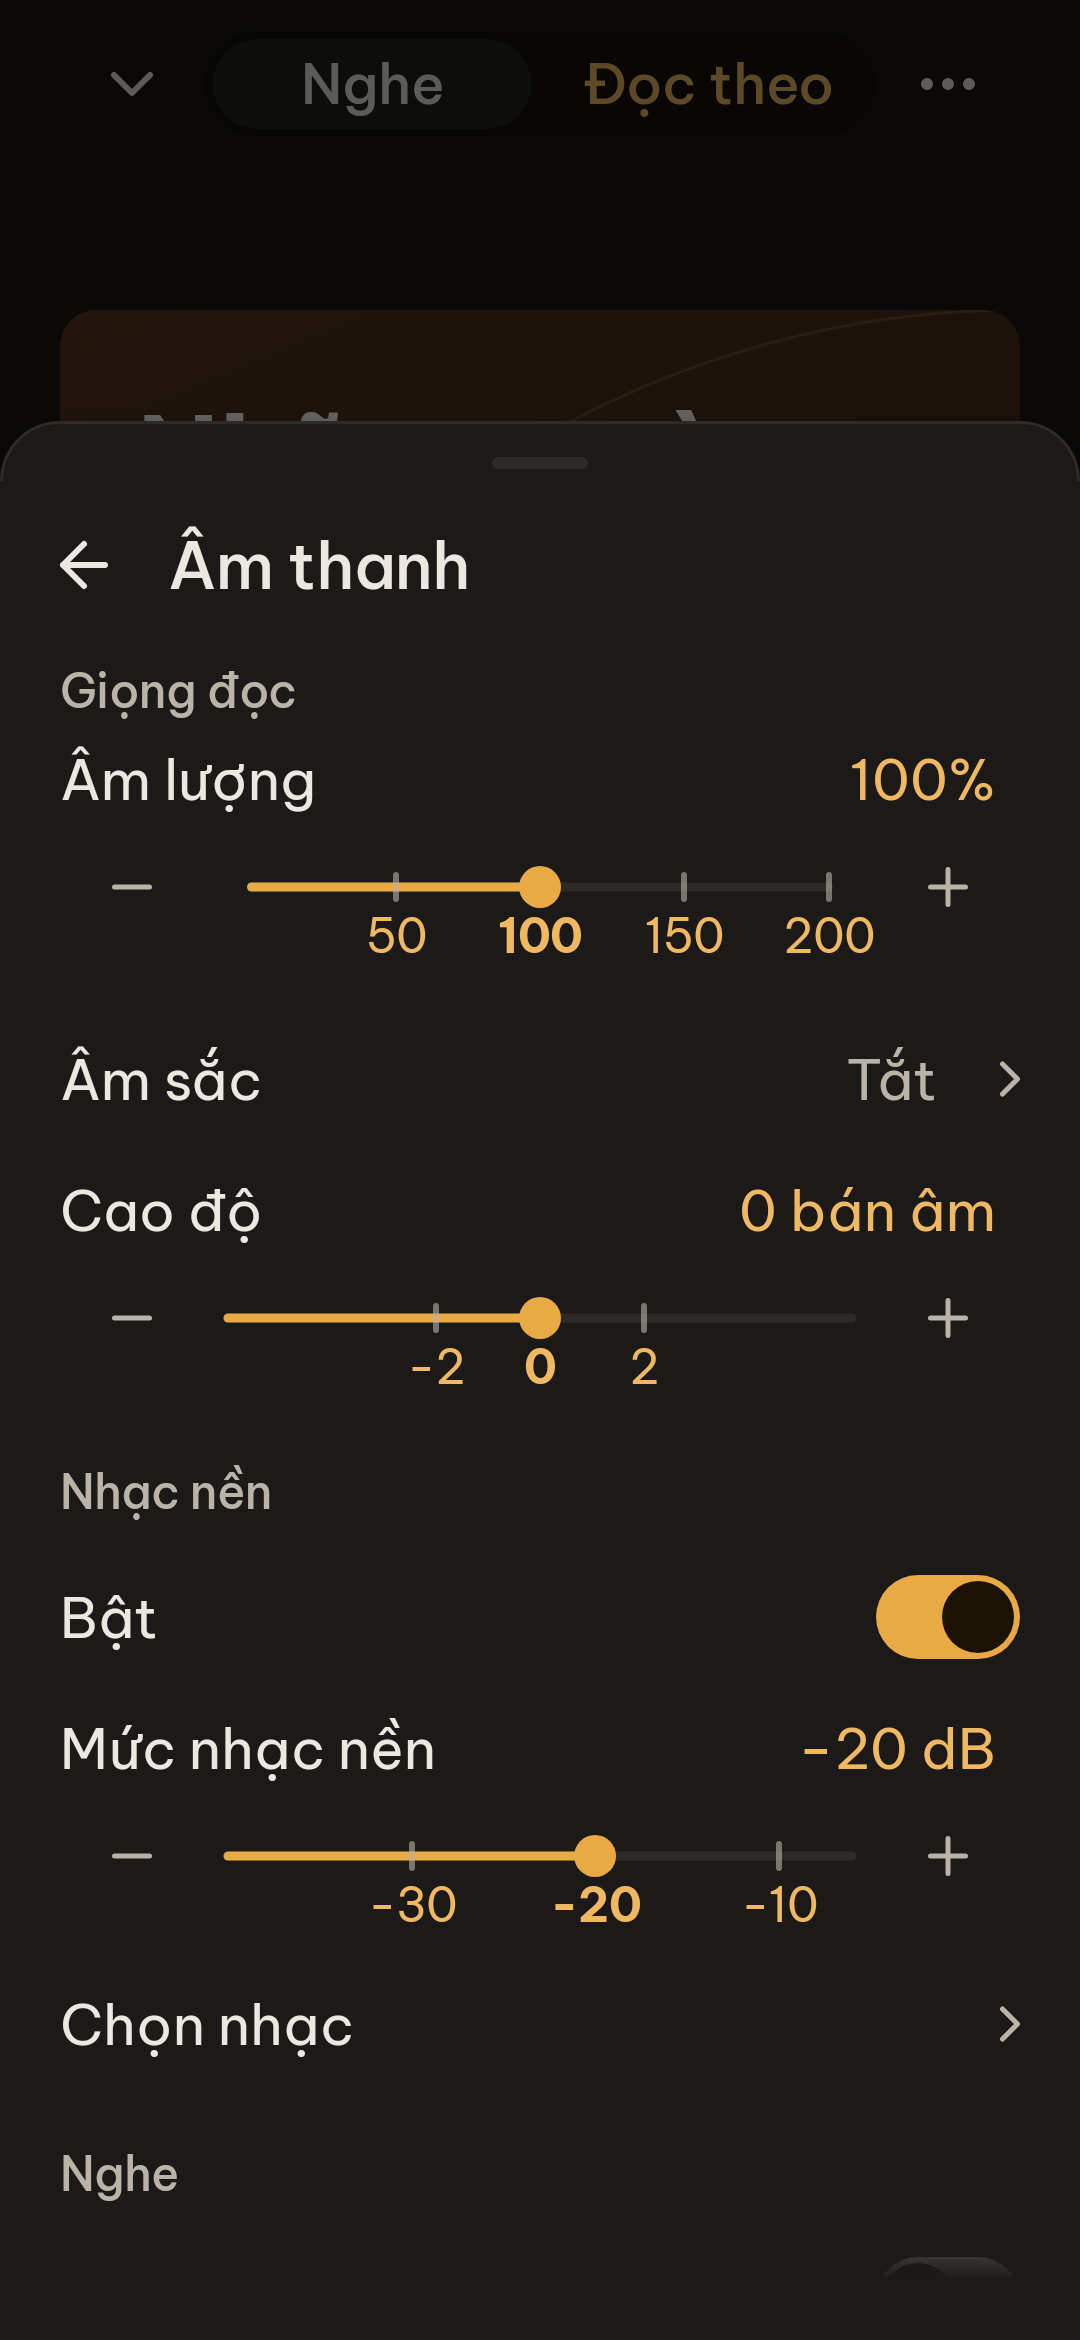 Nghe
Đọc theo
Âm thanh
Giọng đọc
Âm lượng
100%
50
100
150
200
Âm sắc
Tắt
Cao độ
0 bán âm
-2
0
2
Nhạc nền
Bật
Mức nhạc nền
-20 dB
-30
-20
-10
Chọn nhạc
Nghe